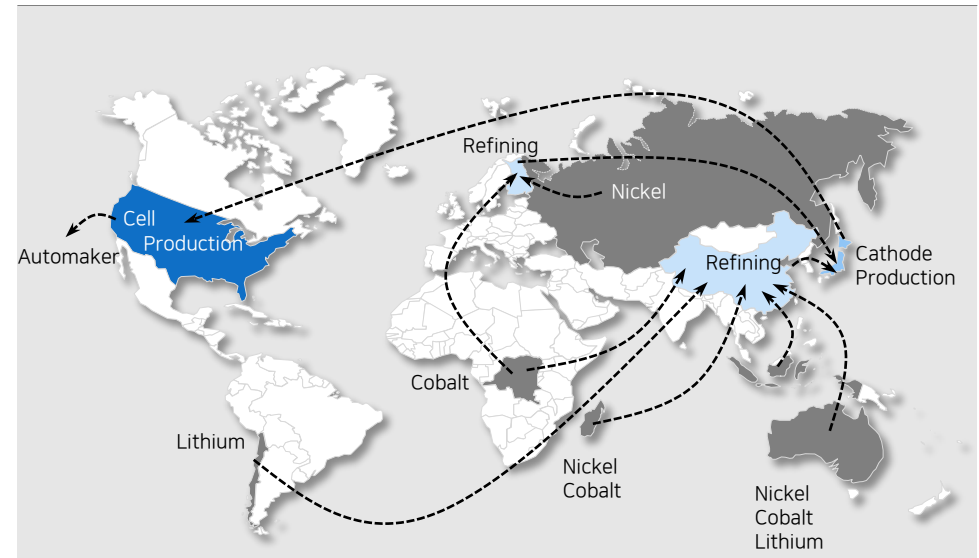 Refining
Nickel
Cell
Production
Automaker
Refining
Cathode
Production
Cobalt
Lithium
Nickel
Cobalt
Nickel
Cobalt
Lithium